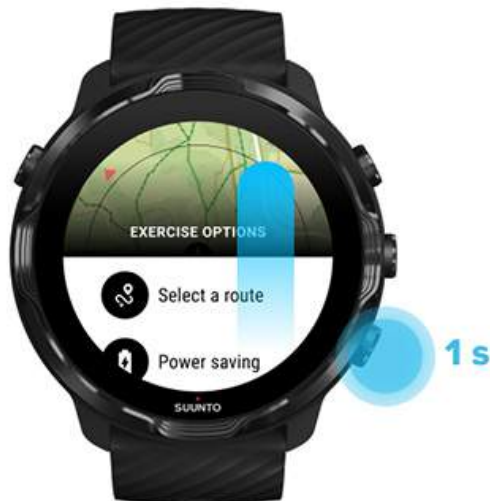 EXERCISE OPTIONS
Select a route
Power saving
1 s
SUUNTO